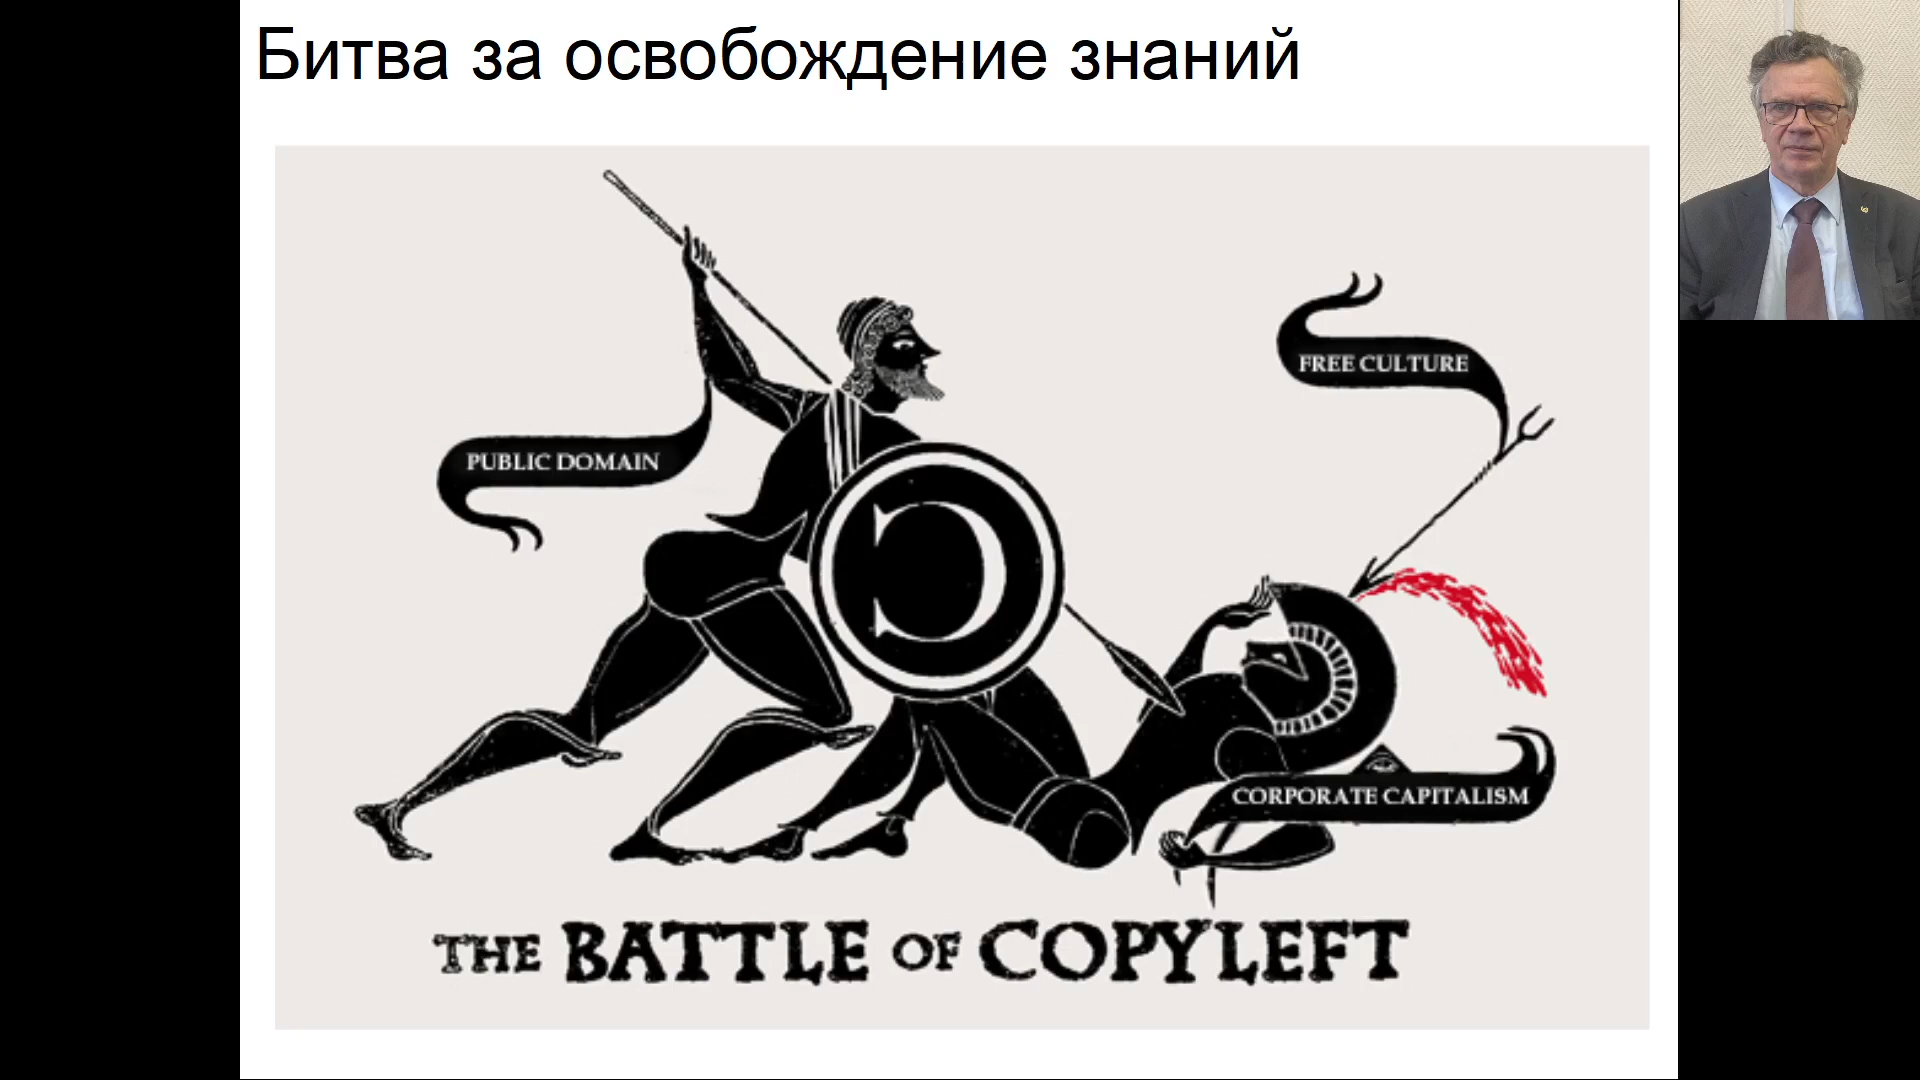 Битва за освобождение знаний
FREE CULTURE
PUBLIC DOMAIN
CORPORATE CAPITALISM
THE BATTLE OF COPYLEFT